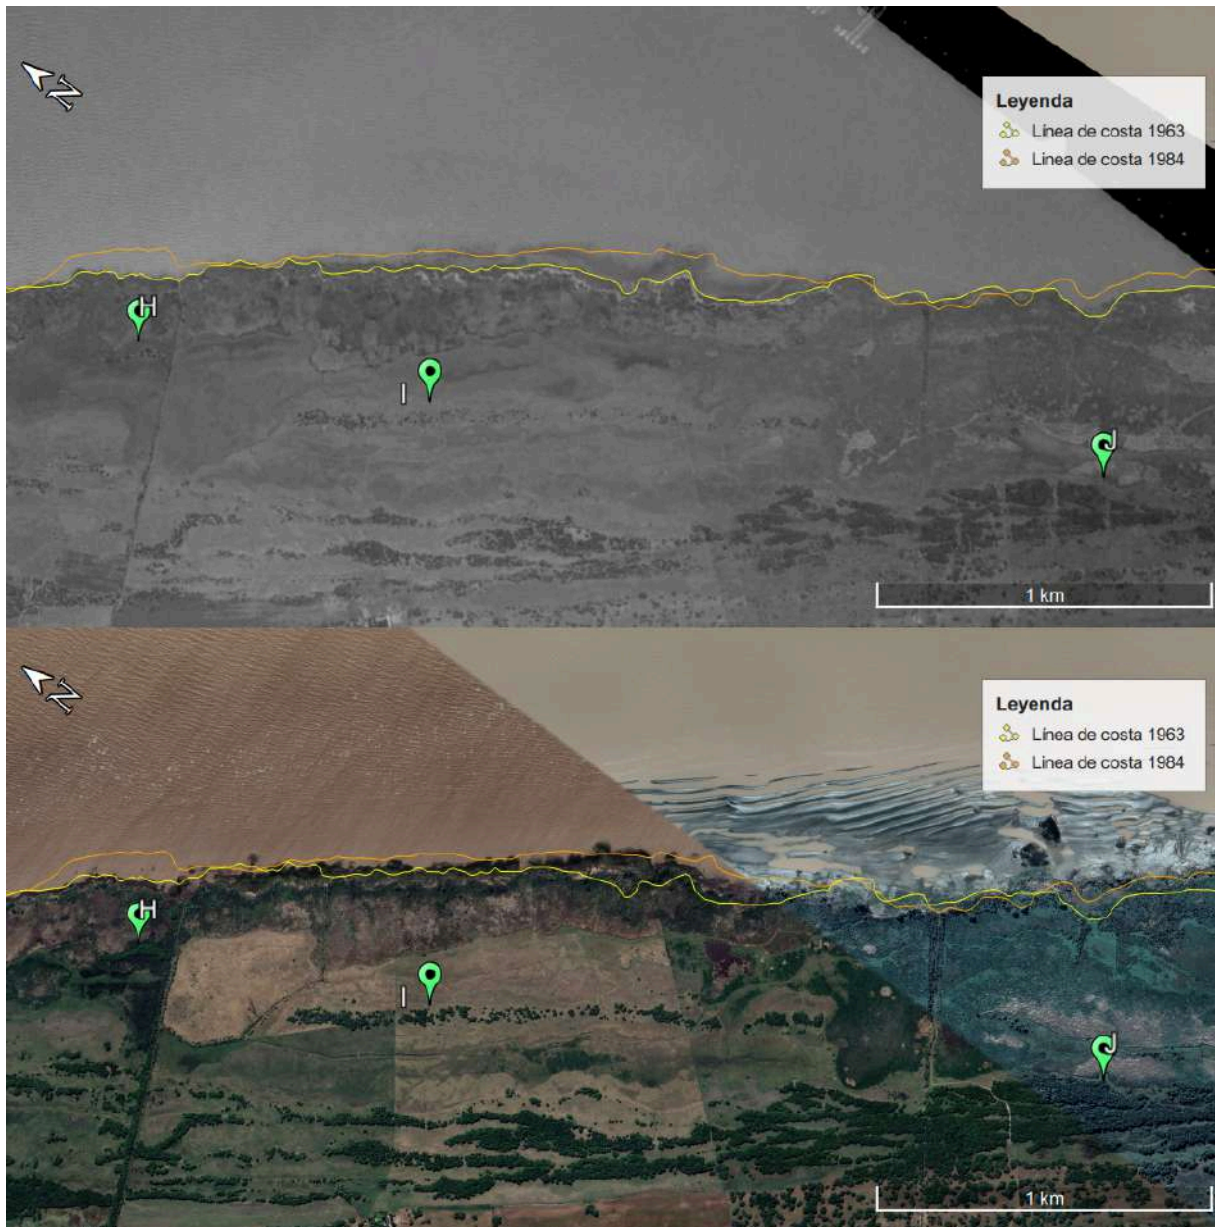 N
Leyenda
Línea de costa 1963
Línea de costa 1984
H
I
J
1 km
N
Leyenda
Línea de costa 1963
Línea de costa 1984
H
I
J
1 km